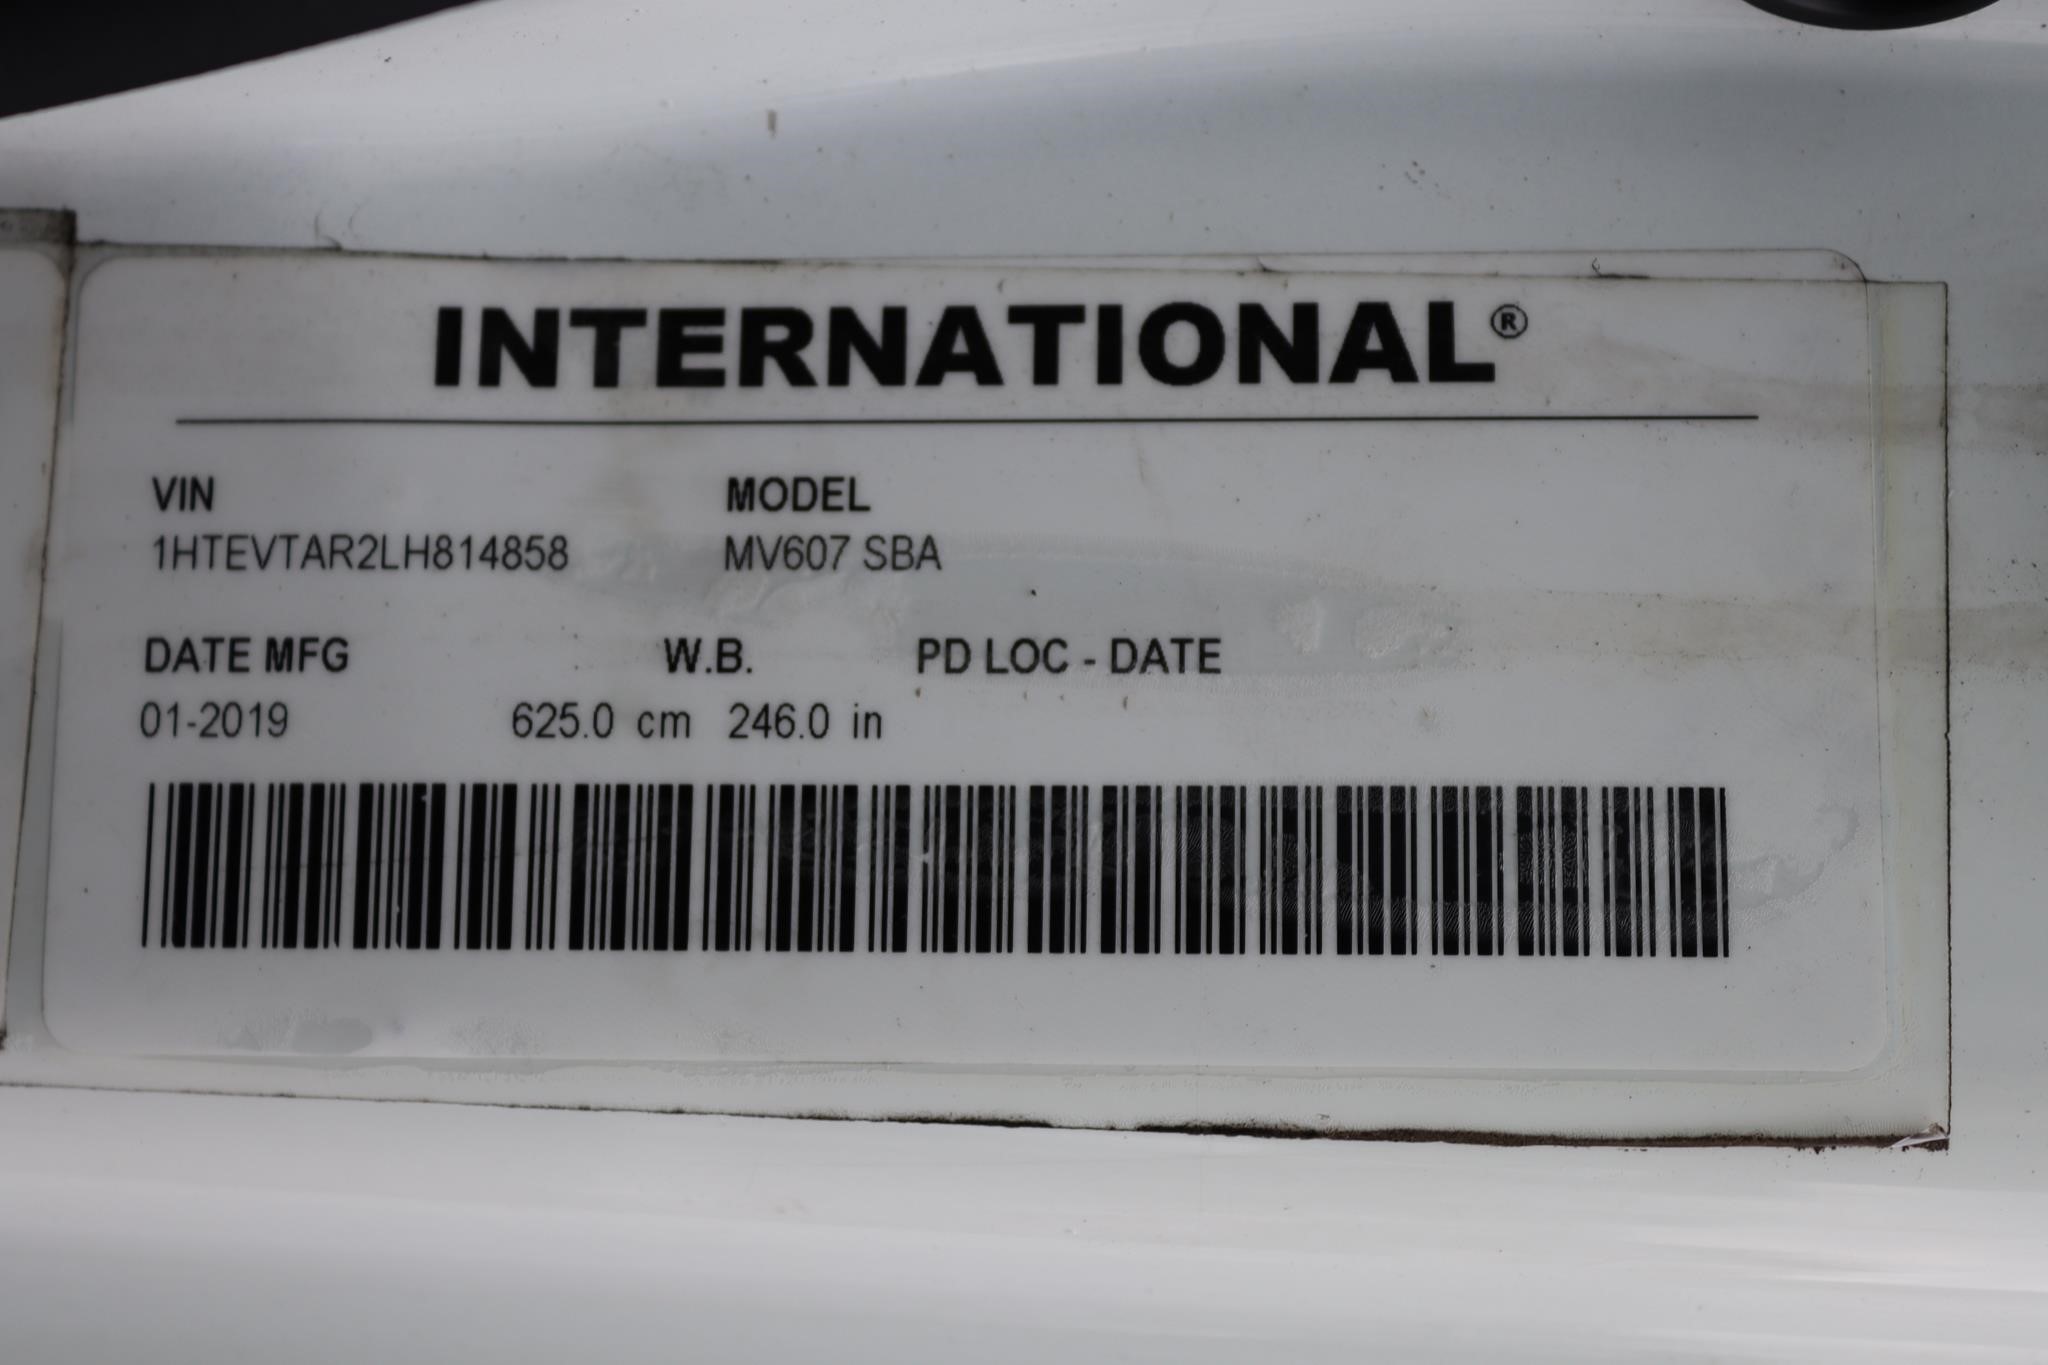 INTERNATIONAL®
VIN MODEL
1HTEVTAR2LH814858 MV607 SBA
DATE MFG W.B. PD LOC - DATE
01-2019 625.0 cm 246.0 in